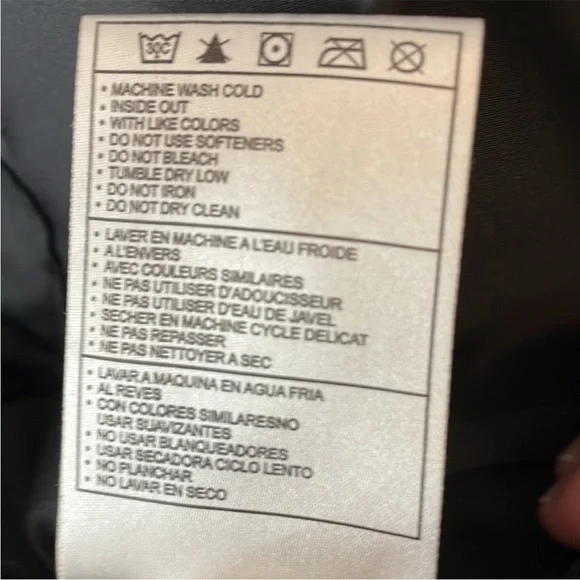 30C
• MACHINE WASH COLD
• INSIDE OUT
• WITH LIKE COLORS
• DO NOT USE SOFTENERS
• DO NOT BLEACH
• TUMBLE DRY LOW
• DO NOT IRON
• DO NOT DRY CLEAN
• LAVER EN MACHINE A L'EAU FROIDE
• A L'ENVERS
• AVEC COULEURS SIMILAIRES
• NE PAS UTILISER D'ADOUCISSEUR
• NE PAS UTILISER D'EAU DE JAVEL
• SECHER EN MACHINE CYCLE DELICAT
• NE PAS REPASSER
• NE PAS NETTOYER A SEC
• LAVAR A MAQUINA EN AGUA FRIA
• AL REVES
• CON COLORES SIMILARESNO
USAR SUAVIZANTES
• NO USAR BLANQUEADORES
• USAR SECADORA CICLO LENTO
• NO PLANCHAR
• NO LAVAR EN SECO